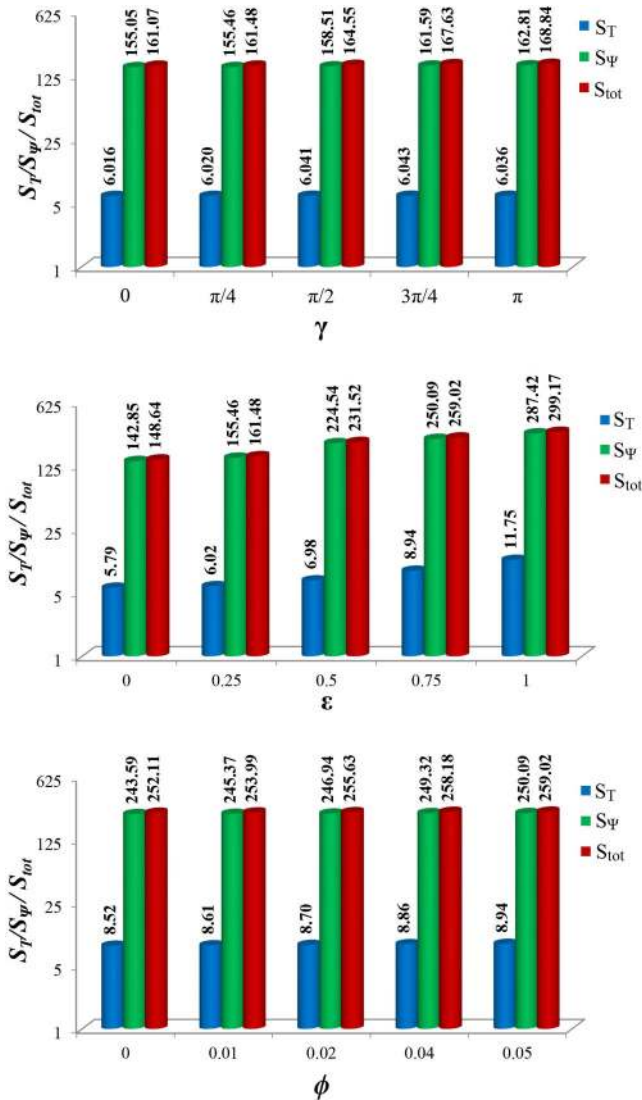 625
125
25
5
1
S_T/S_Ψ/ S_tot
6.016 155.05 161.07
6.020 155.46 161.48
6.041 158.51 164.55
6.043 161.59 167.63
6.036 162.81 168.84
S_T
S_Ψ
S_tot
0 π/4 π/2 3π/4 π
γ
625
125
25
5
1
S_T/S_Ψ/ S_tot
5.79 142.85 148.64
6.02 155.46 161.48
6.98 224.54 231.52
8.94 250.09 259.02
11.75 287.42 299.17
S_T
S_Ψ
S_tot
0 0.25 0.5 0.75 1
ε
625
125
25
5
1
S_T/S_Ψ/ S_tot
8.52 243.59 252.11
8.61 245.37 253.99
8.70 246.94 255.63
8.86 249.32 258.18
8.94 250.09 259.02
S_T
S_Ψ
S_tot
0 0.01 0.02 0.04 0.05
ϕ